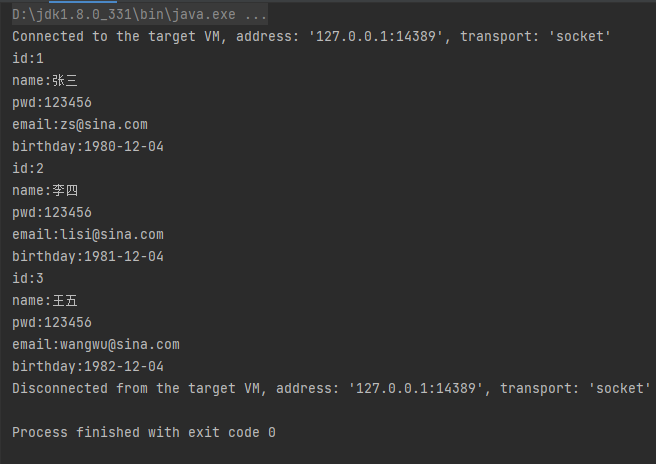 D:\jdk1.8.0_331\bin\java.exe ...
Connected to the target VM, address: '127.0.0.1:14389', transport: 'socket'
id:1
name:张三
pwd:123456
email:zs@sina.com
birthday:1980-12-04
id:2
name:李四
pwd:123456
email:lisi@sina.com
birthday:1981-12-04
id:3
name:王五
pwd:123456
email:wangwu@sina.com
birthday:1982-12-04
Disconnected from the target VM, address: '127.0.0.1:14389', transport: 'socket'
Process finished with exit code 0